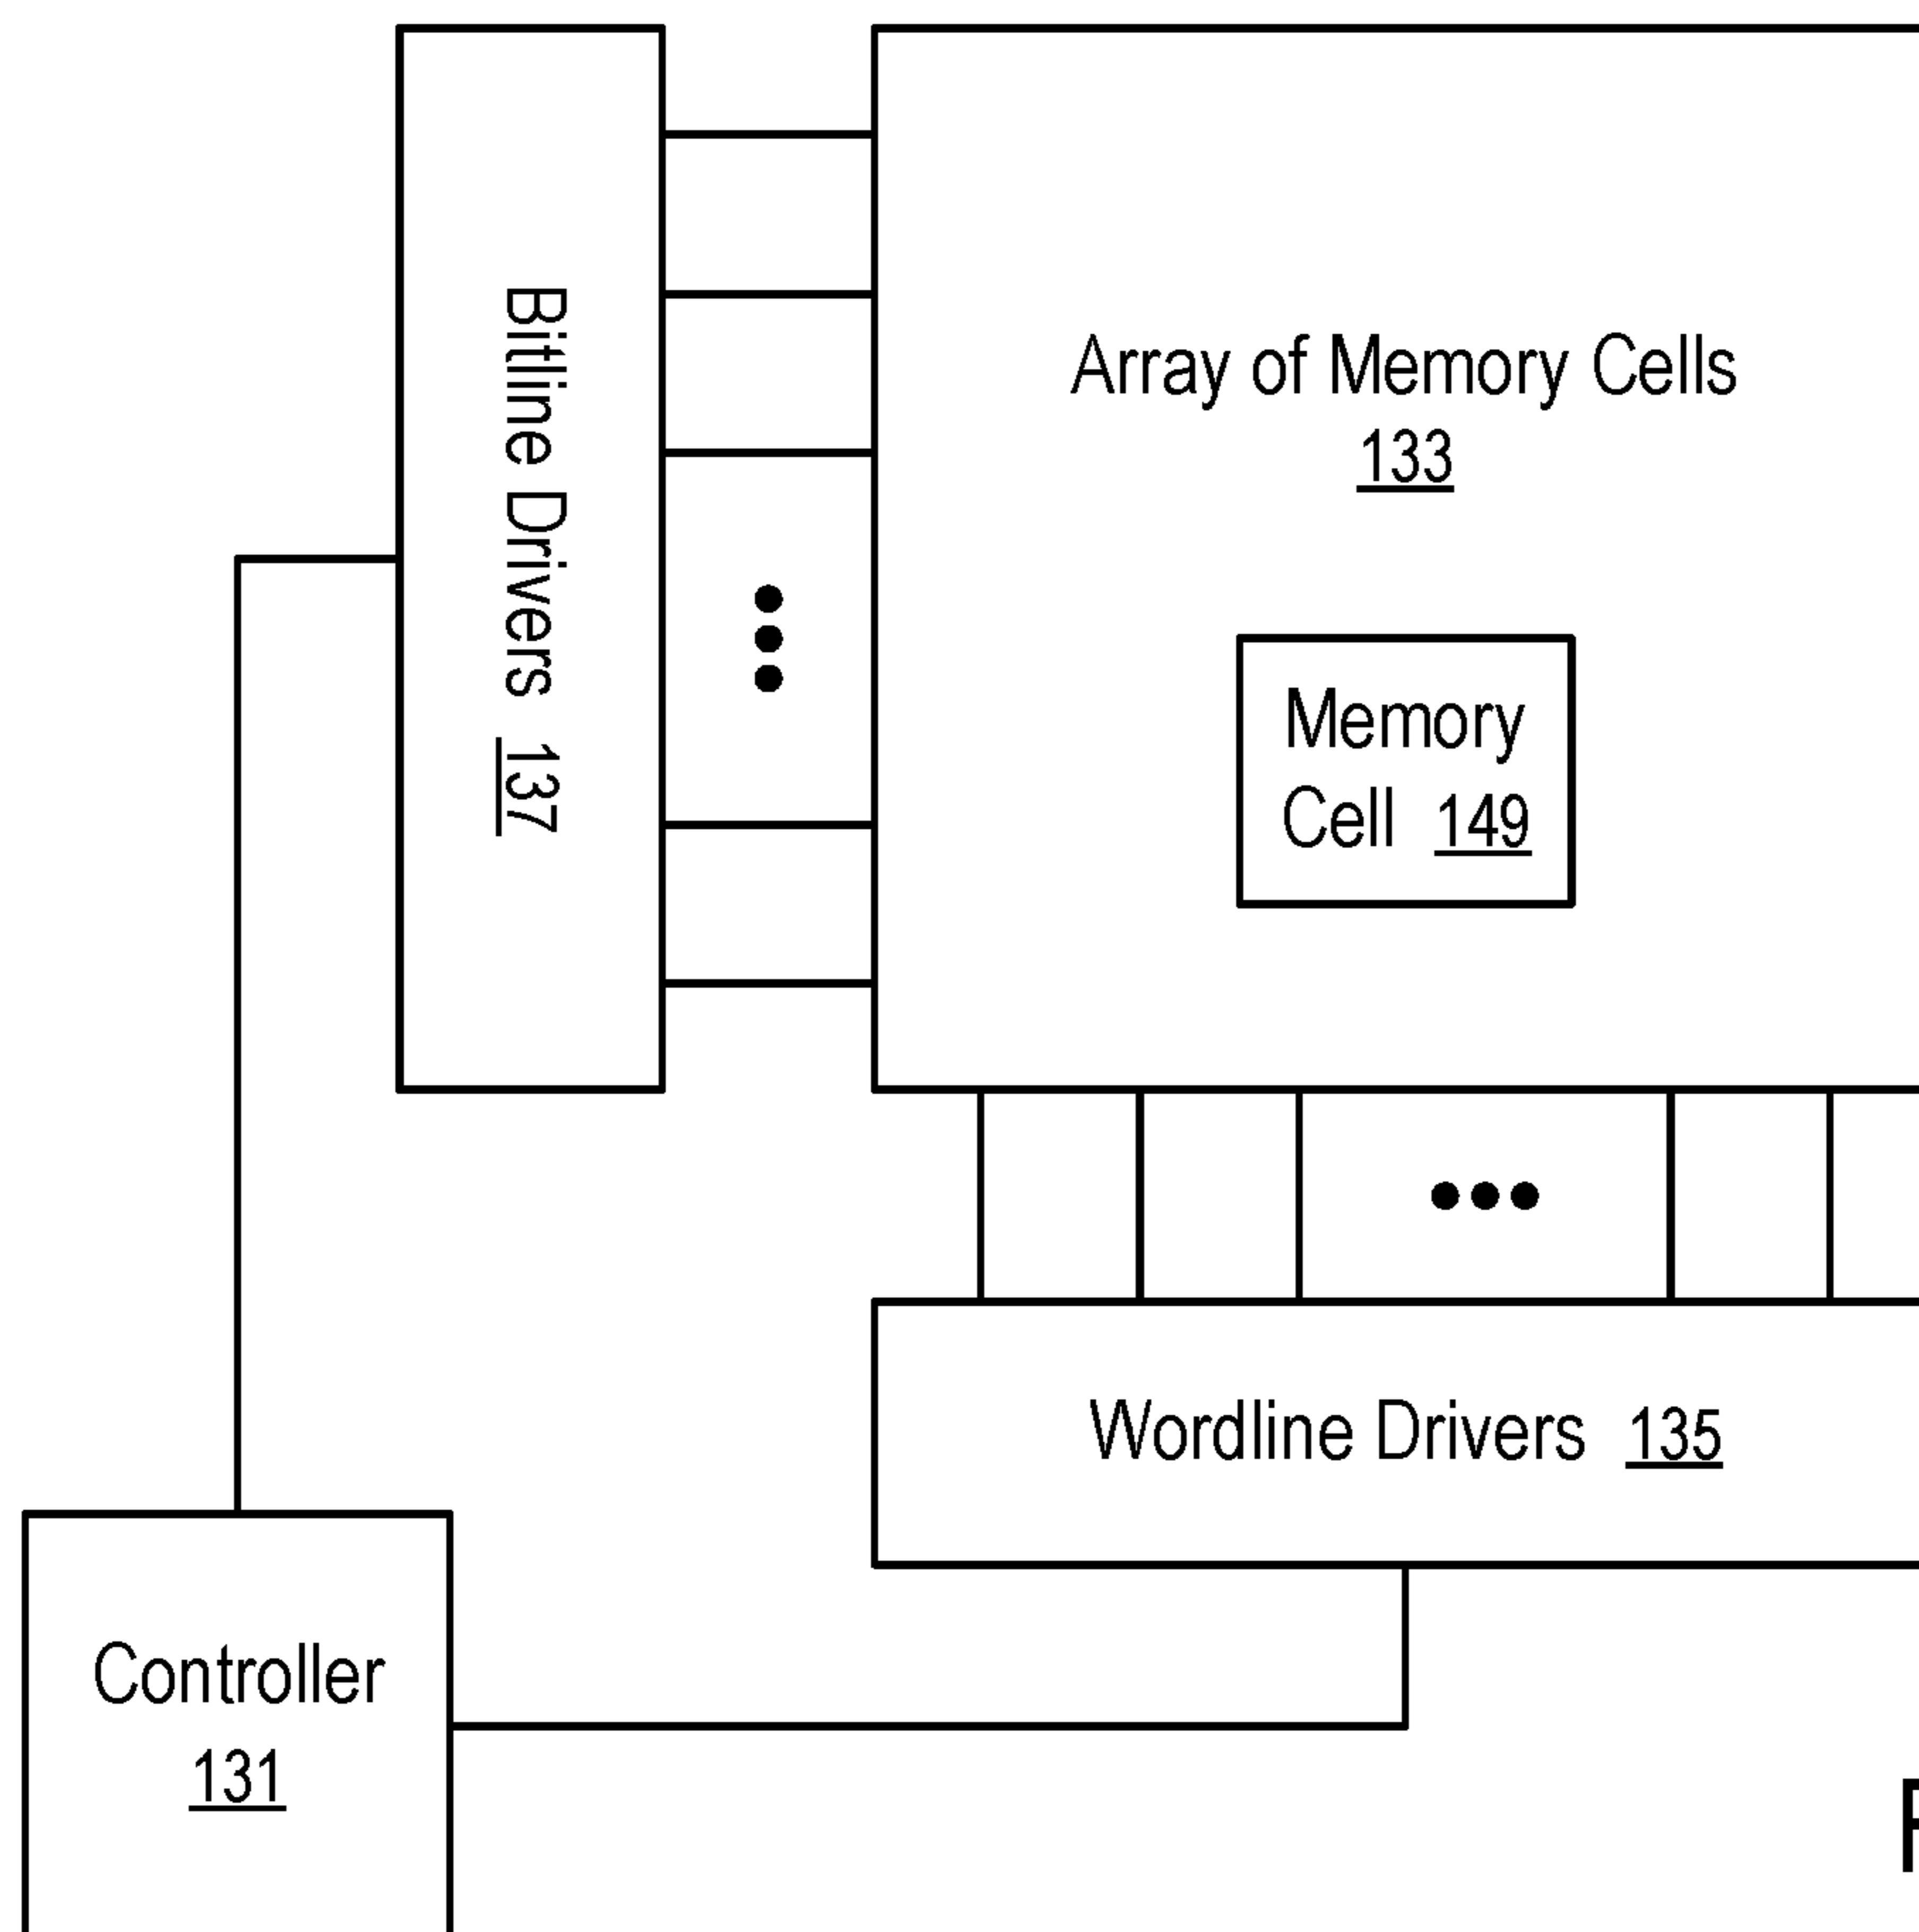 Bitline Drivers 137
Array of Memory Cells
133
Memory
Cell 149
Wordline Drivers 135
Controller
131